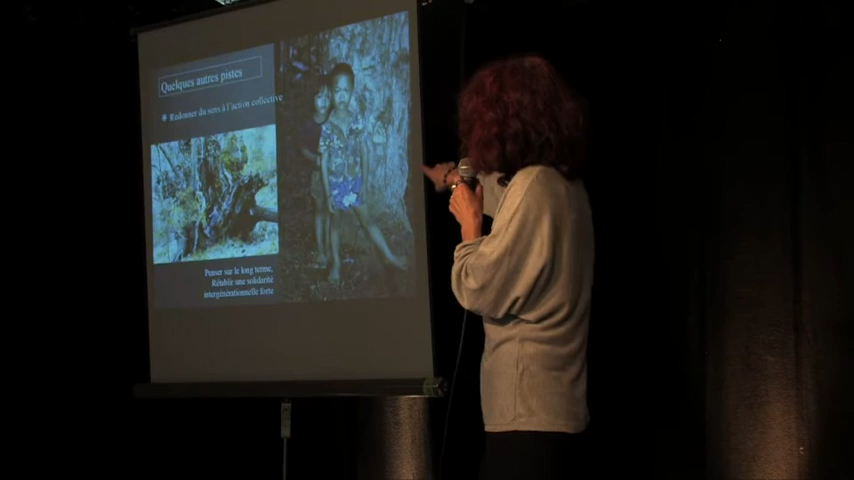 Quelques autres pistes
Redonner du sens à l'action collective
Penser sur le long terme.
Rétablir une solidarité
intergénérationnelle forte